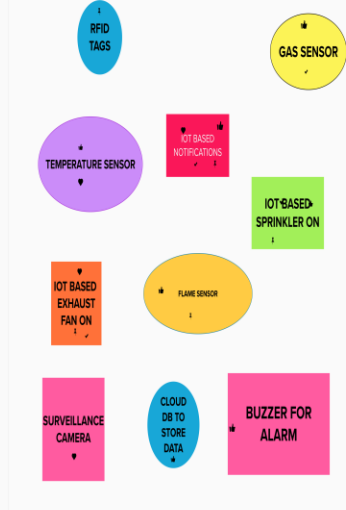 RFID
TAGS
GAS SENSOR
TEMPERATURE SENSOR
IOT BASED
NOTIFICATIONS
IOT BASED
SPRINKLER ON
IOT BASED
EXHAUST
FAN ON
FLAME SENSOR
SURVEILLANCE
CAMERA
CLOUD
DB TO
STORE
DATA
BUZZER FOR
ALARM